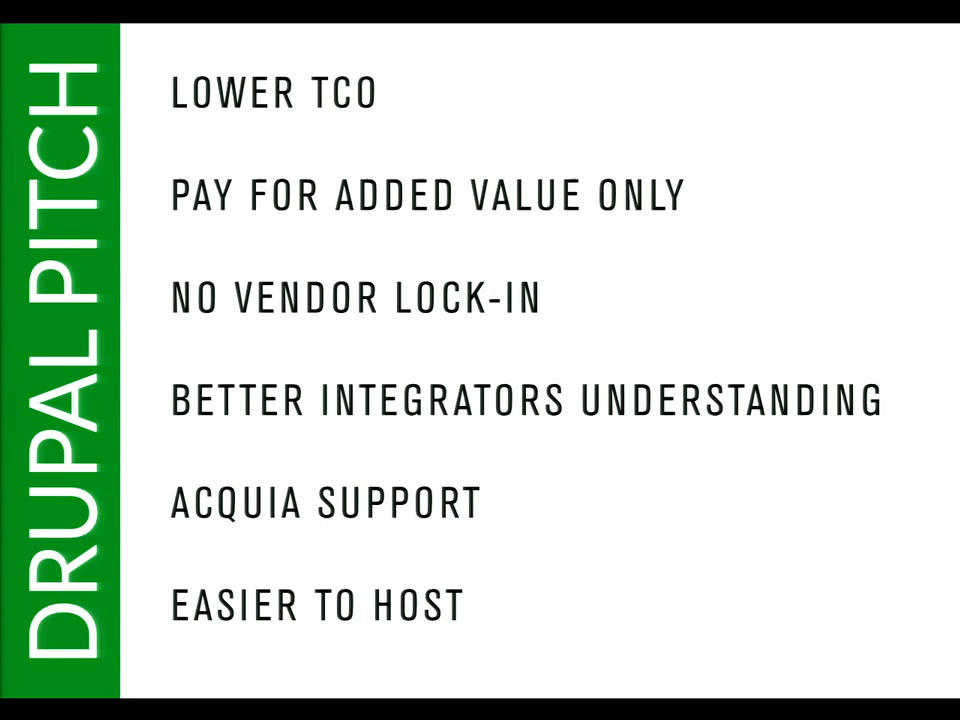 DRUPAL PITCH
LOWER TCO
PAY FOR ADDED VALUE ONLY
NO VENDOR LOCK-IN
BETTER INTEGRATORS UNDERSTANDING
ACQUIA SUPPORT
EASIER TO HOST